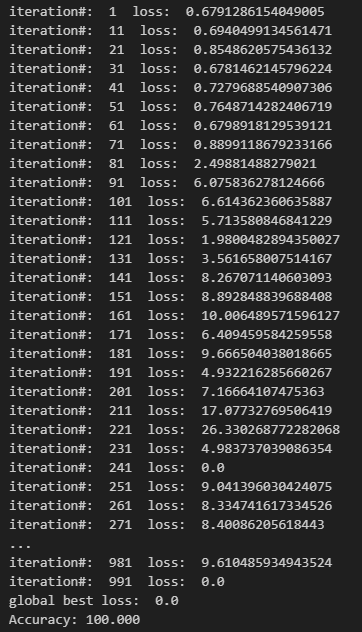 iteration#:  1  loss:  0.6791286154049005
iteration#:  11  loss:  0.6940499134561471
iteration#:  21  loss:  0.8548620575436132
iteration#:  31  loss:  0.6781462145796224
iteration#:  41  loss:  0.7279688540907306
iteration#:  51  loss:  0.7648714282406719
iteration#:  61  loss:  0.6798918129539121
iteration#:  71  loss:  0.8899118679233166
iteration#:  81  loss:  2.49881488279021
iteration#:  91  loss:  6.075836278124666
iteration#:  101  loss:  6.614362360635887
iteration#:  111  loss:  5.713580846841229
iteration#:  121  loss:  1.9800482894350027
iteration#:  131  loss:  3.561658007514167
iteration#:  141  loss:  8.267071140603093
iteration#:  151  loss:  8.892848839688408
iteration#:  161  loss:  10.006489571596127
iteration#:  171  loss:  6.409459584259558
iteration#:  181  loss:  9.666504038018665
iteration#:  191  loss:  4.932216285660267
iteration#:  201  loss:  7.16664107475363
iteration#:  211  loss:  17.07732769506419
iteration#:  221  loss:  26.330268772282068
iteration#:  231  loss:  4.983737039086354
iteration#:  241  loss:  0.0
iteration#:  251  loss:  9.041396030424075
iteration#:  261  loss:  8.334741617334526
iteration#:  271  loss:  8.40086205618443
...
iteration#:  981  loss:  9.610485934943524
iteration#:  991  loss:  0.0
global best loss:  0.0
Accuracy: 100.000